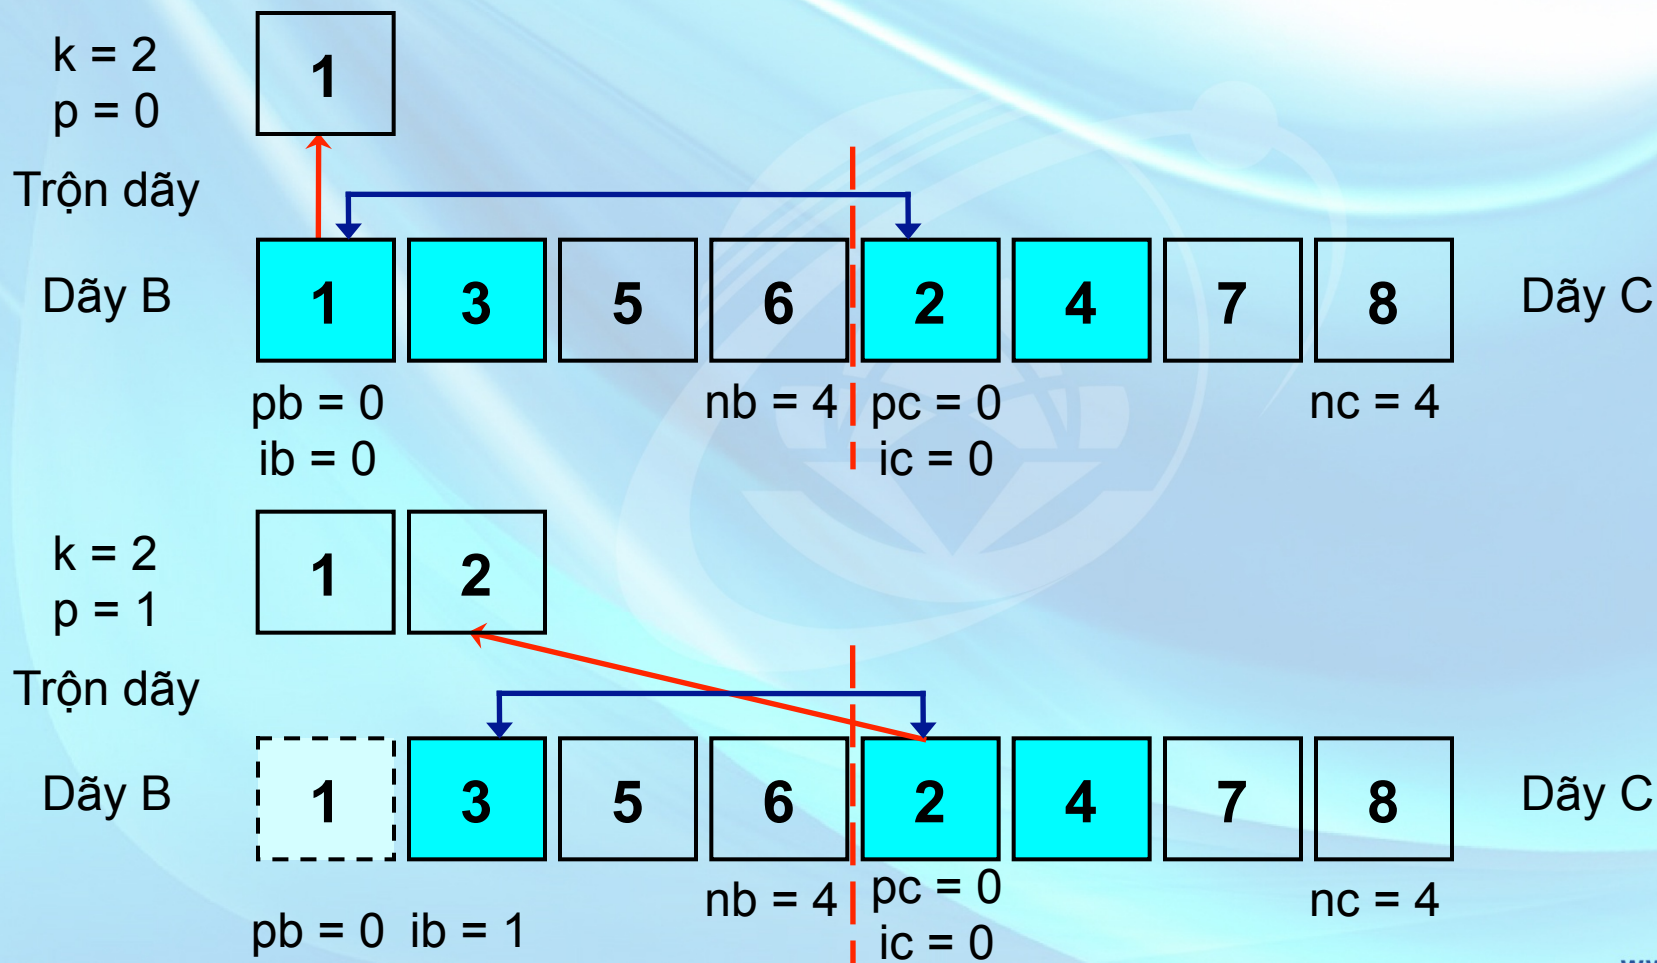 k = 2
p = 0
1
Trộn dãy
Dãy B
1 3 5 6 2 4 7 8
Dãy C
pb = 0
nb = 4
pc = 0
nc = 4
ib = 0
ic = 0
k = 2
p = 1
1 2
Trộn dãy
Dãy B
1 3 5 6 2 4 7 8
Dãy C
pb = 0 ib = 1
nb = 4
pc = 0
nc = 4
ic = 0